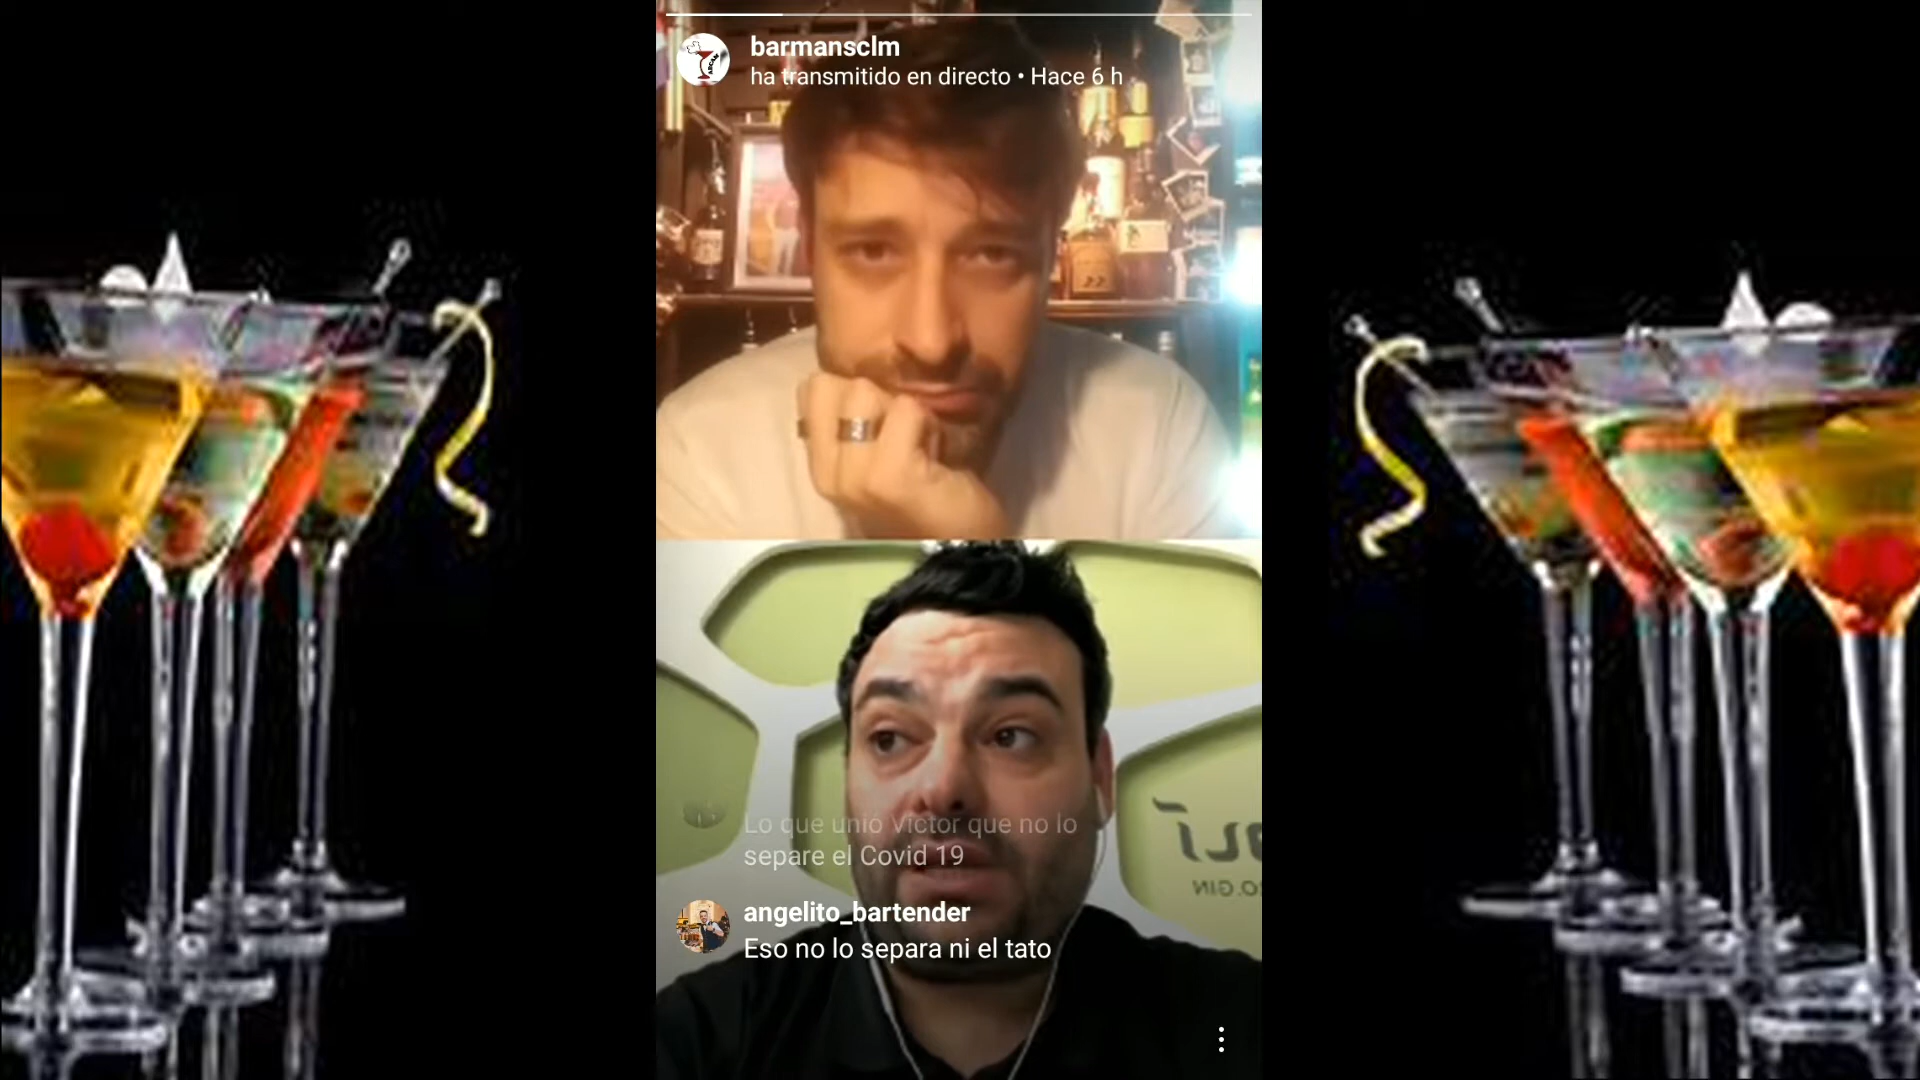 barmansclm
ha transmitido en directo • Hace 6 h
Lo que unió Victor que no lo
separe el Covid 19
angelito_bartender
Eso no lo separa ni el tato